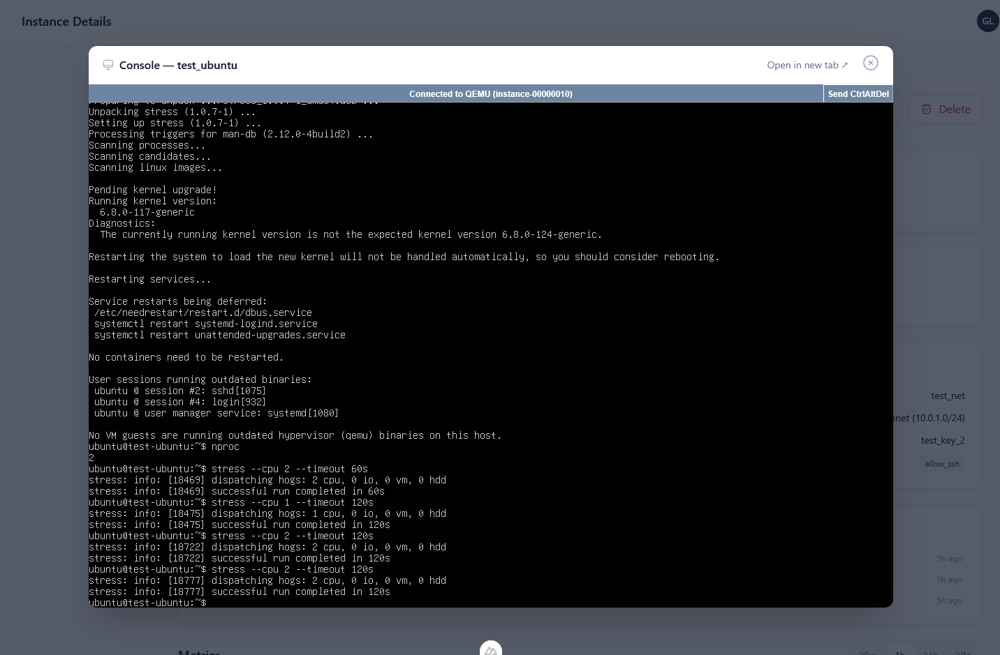 Instance Details
GL
Console — test_ubuntu
Open in new tab ↗
Connected to QEMU (instance-00000010)
Send CtrlAltDel
Delete
Unpacking stress (1.0.7-1) ...
Setting up stress (1.0.7-1) ...
Processing triggers for man-db (2.12.0-4build2) ...
Scanning processes...
Scanning candidates...
Scanning linux images...
Pending kernel upgrade!
Running kernel version:
6.8.0-117-generic
Diagnostics:
The currently running kernel version is not the expected kernel version 6.8.0-124-generic.
Restarting the system to load the new kernel will not be handled automatically, so you should consider rebooting.
Restarting services...
Service restarts being deferred:
/etc/needrestart/restart.d/dbus.service
systemctl restart systemd-logind.service
systemctl restart unattended-upgrades.service
No containers need to be restarted.
User sessions running outdated binaries:
ubuntu @ session #2: sshd[1075]
ubuntu @ session #4: login[932]
ubuntu @ user manager service: systemd[1080]
No VM guests are running outdated hypervisor (qemu) binaries on this host.
ubuntu@test-ubuntu:~$ nproc
2
ubuntu@test-ubuntu:~$ stress --cpu 2 --timeout 60s
stress: info: [18469] dispatching hogs: 2 cpu, 0 io, 0 vm, 0 hdd
stress: info: [18469] successful run completed in 60s
ubuntu@test-ubuntu:~$ stress --cpu 1 --timeout 120s
stress: info: [18475] dispatching hogs: 1 cpu, 0 io, 0 vm, 0 hdd
stress: info: [18475] successful run completed in 120s
ubuntu@test-ubuntu:~$ stress --cpu 2 --timeout 120s
stress: info: [18722] dispatching hogs: 2 cpu, 0 io, 0 vm, 0 hdd
stress: info: [18722] successful run completed in 120s
ubuntu@test-ubuntu:~$ stress --cpu 2 --timeout 120s
stress: info: [18777] dispatching hogs: 2 cpu, 0 io, 0 vm, 0 hdd
stress: info: [18777] successful run completed in 120s
ubuntu@test-ubuntu:~$
test_net
(10.0.1.0/24)
test_key_2
allow_ssh
5h ago
5h ago
5h ago
Metrics
1h
24h
30d